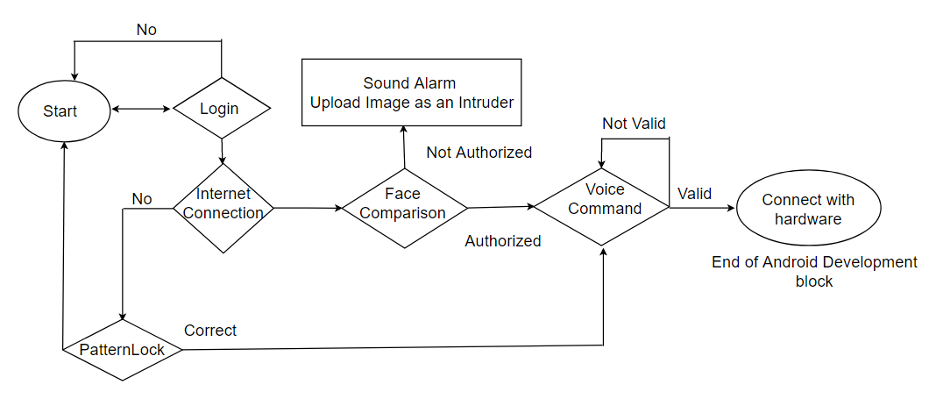 No
Start
Login
Sound Alarm
Upload Image as an Intruder
Not Authorized
Not Valid
No
Internet
Connection
Face
Comparison
Authorized
Voice
Command
Valid
Connect with
hardware
End of Android Development
block
PatternLock
Correct